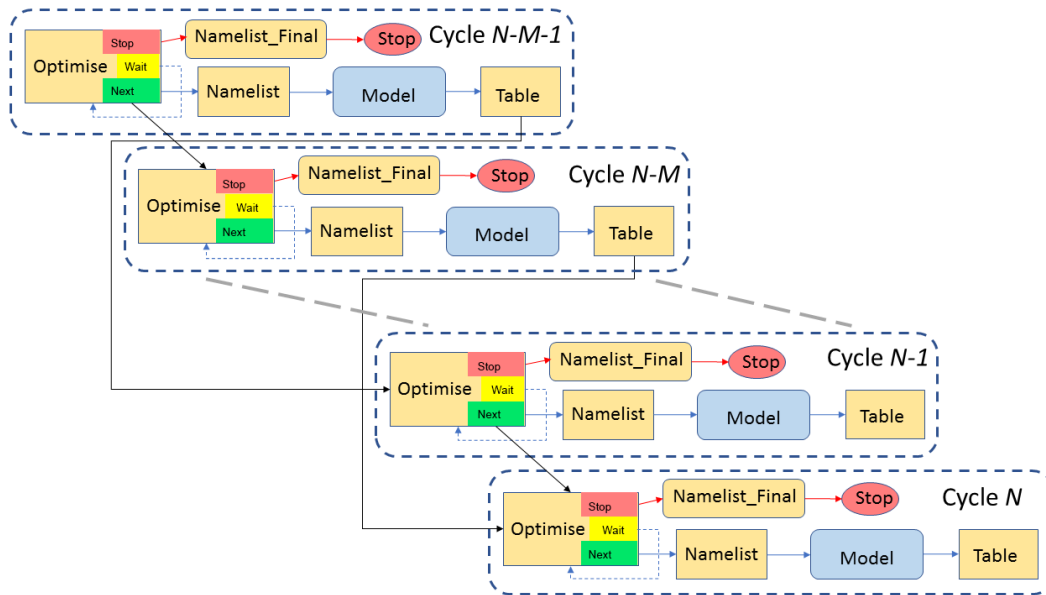 Cycle N-M-1
Stop
Namelist_Final
Stop
Optimise
Wait
Next
Namelist
Model
Table
Cycle N-M
Stop
Namelist_Final
Stop
Optimise
Wait
Next
Namelist
Model
Table
Cycle N-1
Stop
Namelist_Final
Stop
Optimise
Wait
Next
Namelist
Model
Table
Cycle N
Stop
Namelist_Final
Stop
Optimise
Wait
Next
Namelist
Model
Table